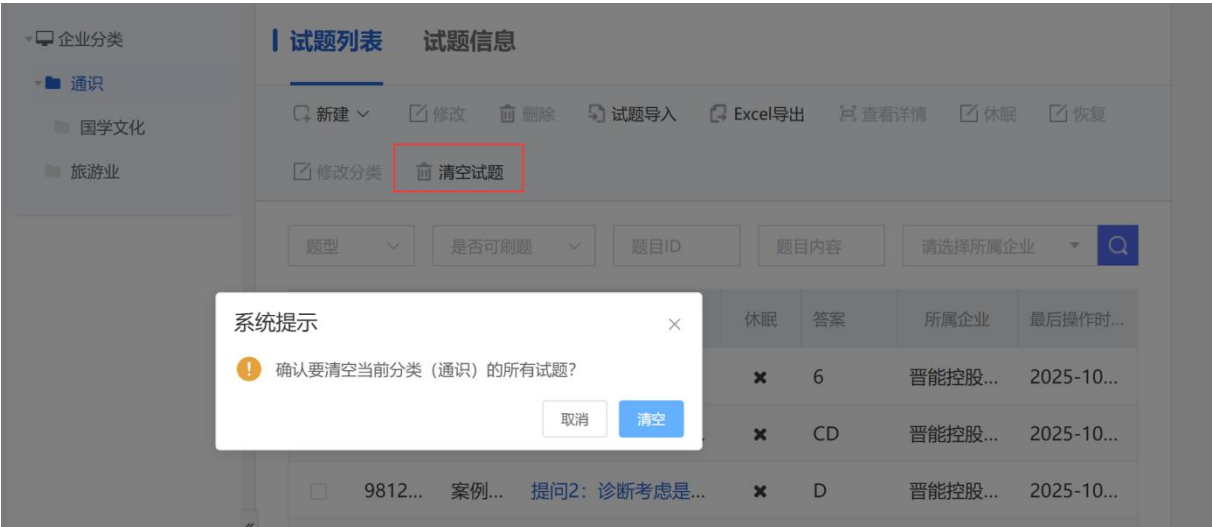 企业分类
通识
国学文化
旅游业
试题列表 试题信息
新建 修改 删除 试题导入 Excel导出 查看详情 休眠 恢复
修改分类 清空试题
题型 是否可刷题 题目ID 题目内容 请选择所属企业
休眠 答案 所属企业 最后操作时...
系统提示
确认要清空当前分类（通识）的所有试题？
取消 清空
6 晋能控股... 2025-10...
CD 晋能控股... 2025-10...
9812... 案例... 提问2：诊断考虑是... D 晋能控股... 2025-10...